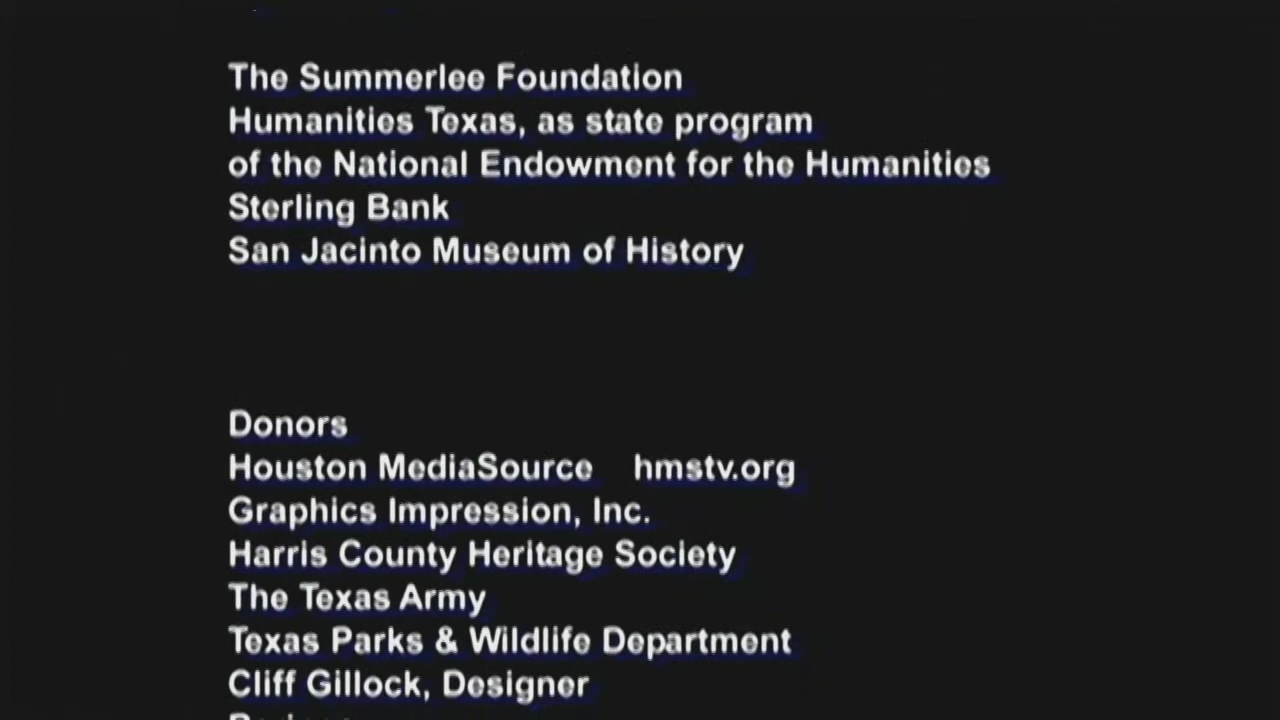 The Summerlee Foundation
Humanities Texas, as state program
of the National Endowment for the Humanities
Sterling Bank
San Jacinto Museum of History
Donors
Houston MediaSource hmstv.org
Graphics Impression, Inc.
Harris County Heritage Society
The Texas Army
Texas Parks & Wildlife Department
Cliff Gillock, Designer